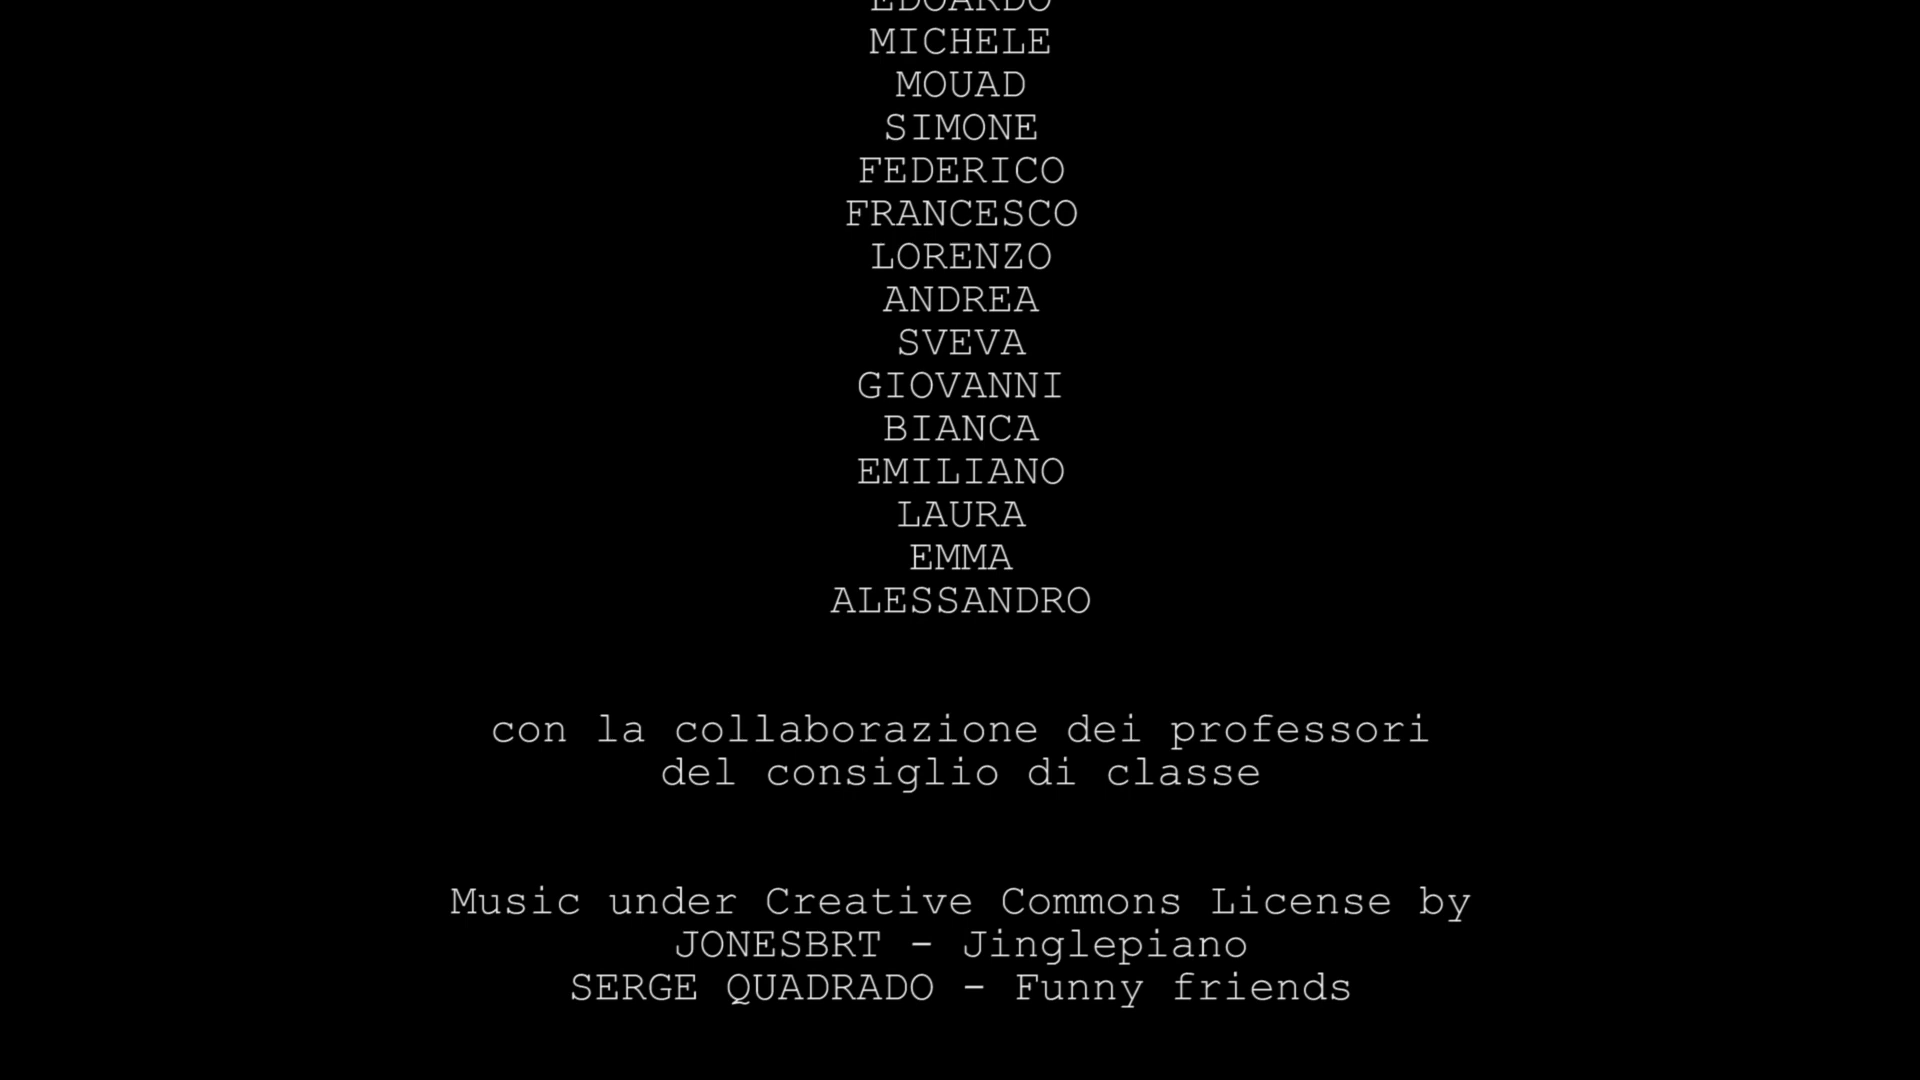 EDOARDO
MICHELE
MOUAD
SIMONE
FEDERICO
FRANCESCO
LORENZO
ANDREA
SVEVA
GIOVANNI
BIANCA
EMILIANO
LAURA
EMMA
ALESSANDRO
con la collaborazione dei professori
del consiglio di classe
Music under Creative Commons License by
JONESBRT - Jinglepiano
SERGE QUADRADO - Funny friends